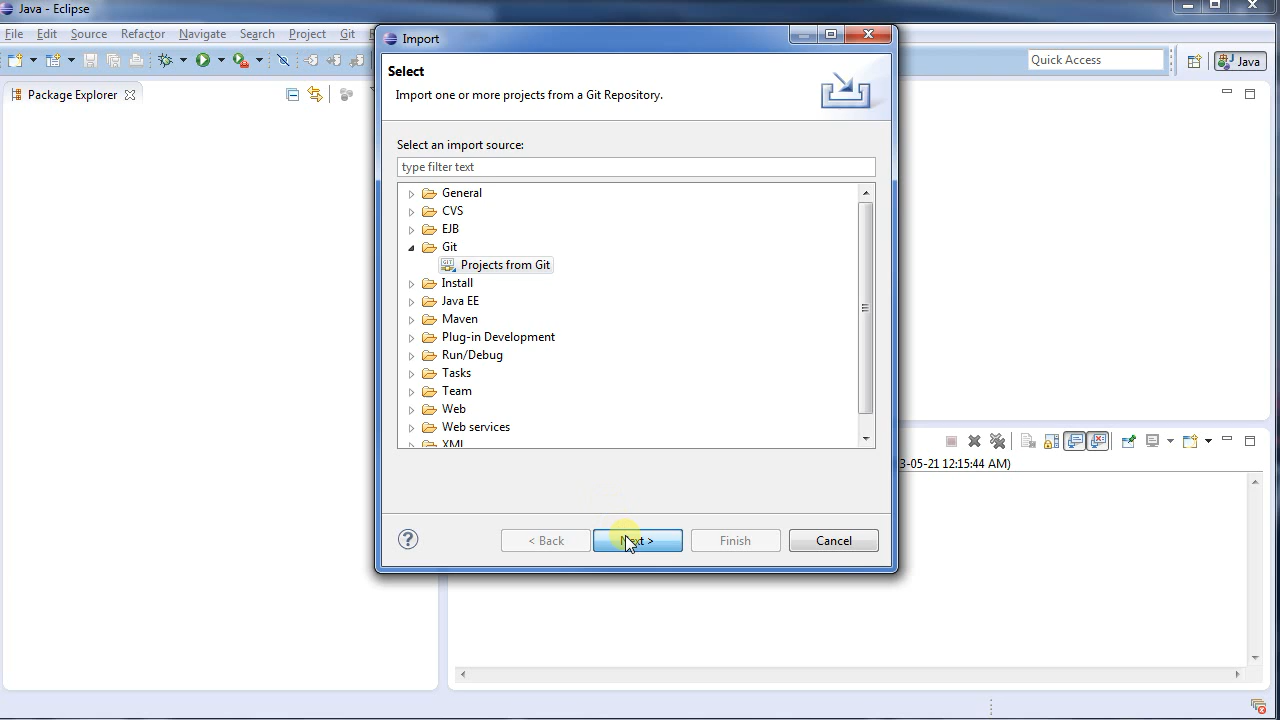 Java - Eclipse
File Edit Source Refactor Navigate Search Project Git
Quick Access
Java
Package Explorer
Import
Select
Import one or more projects from a Git Repository.
Select an import source:
type filter text
General
CVS
EJB
Git
Projects from Git
Install
Java EE
Maven
Plug-in Development
Run/Debug
Tasks
Team
Web
Web services
XML
3-05-21 12:15:44 AM)
< Back
Next >
Finish
Cancel